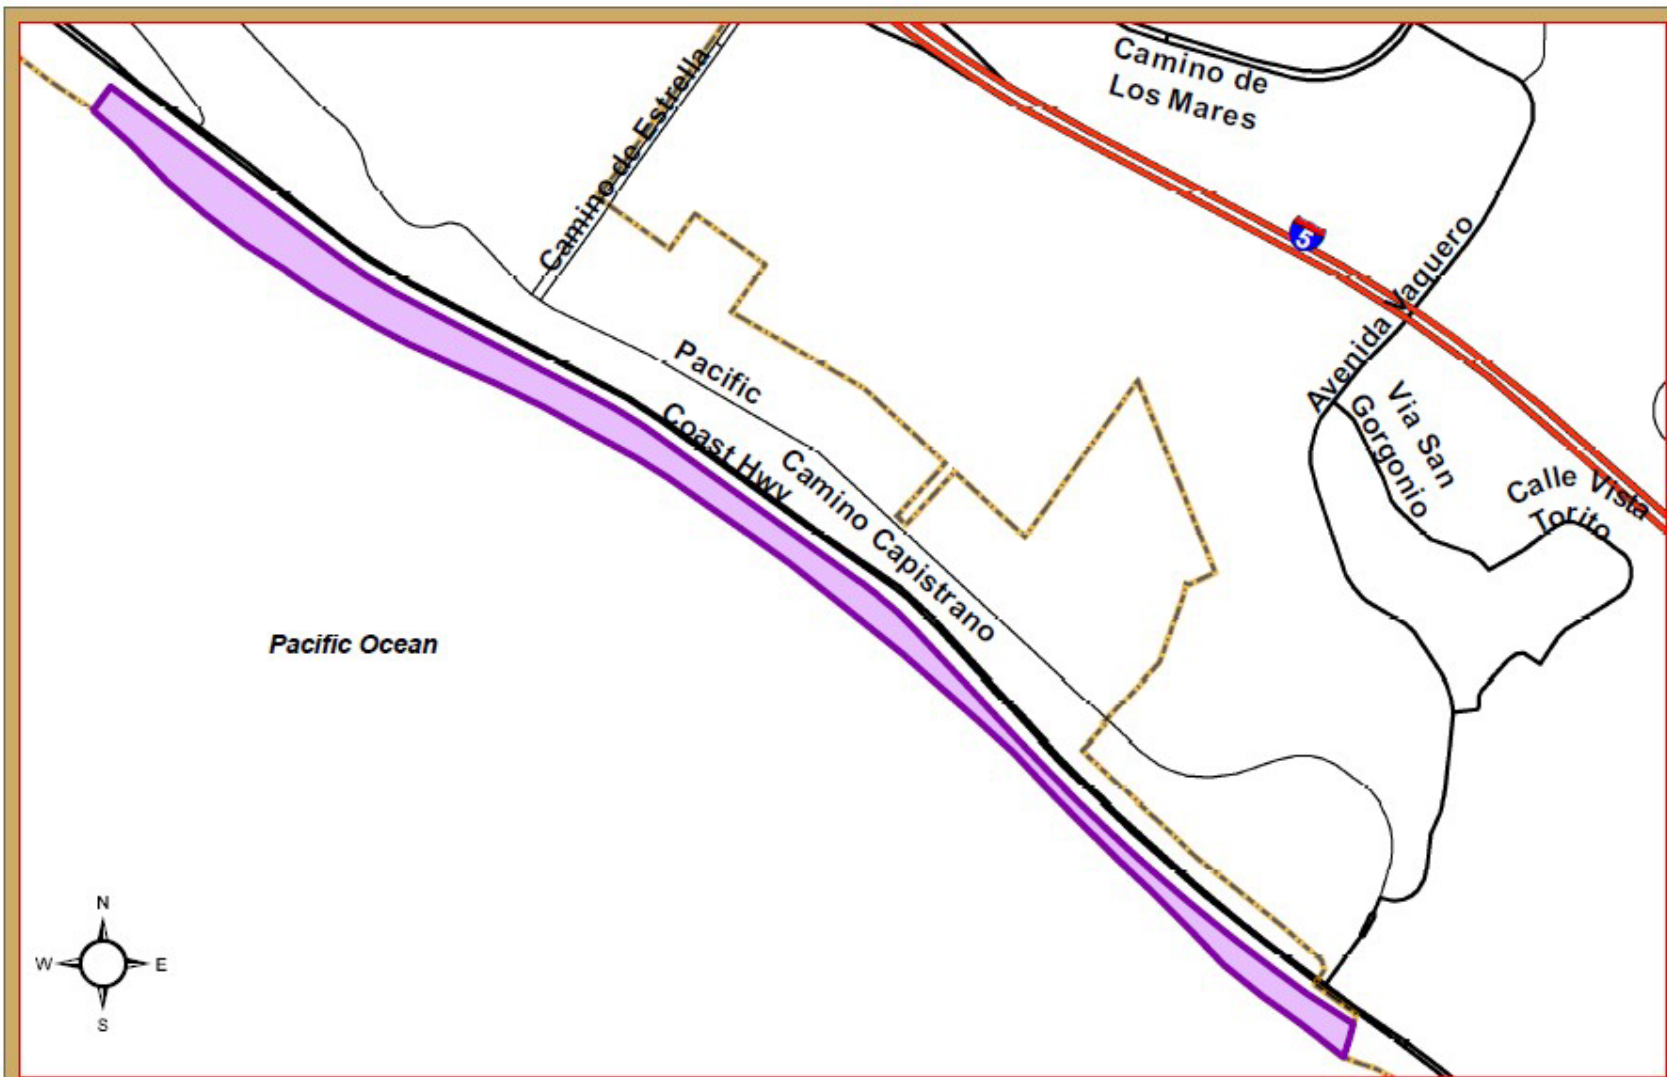 Camino de
Los Mares
Camino de Estrella
5
Avenida Vaquero
Pacific
Coast Hwy
Via San
Gorgonio
Camino Capistrano
Calle Vista
Torito
Pacific Ocean
N
W
E
S